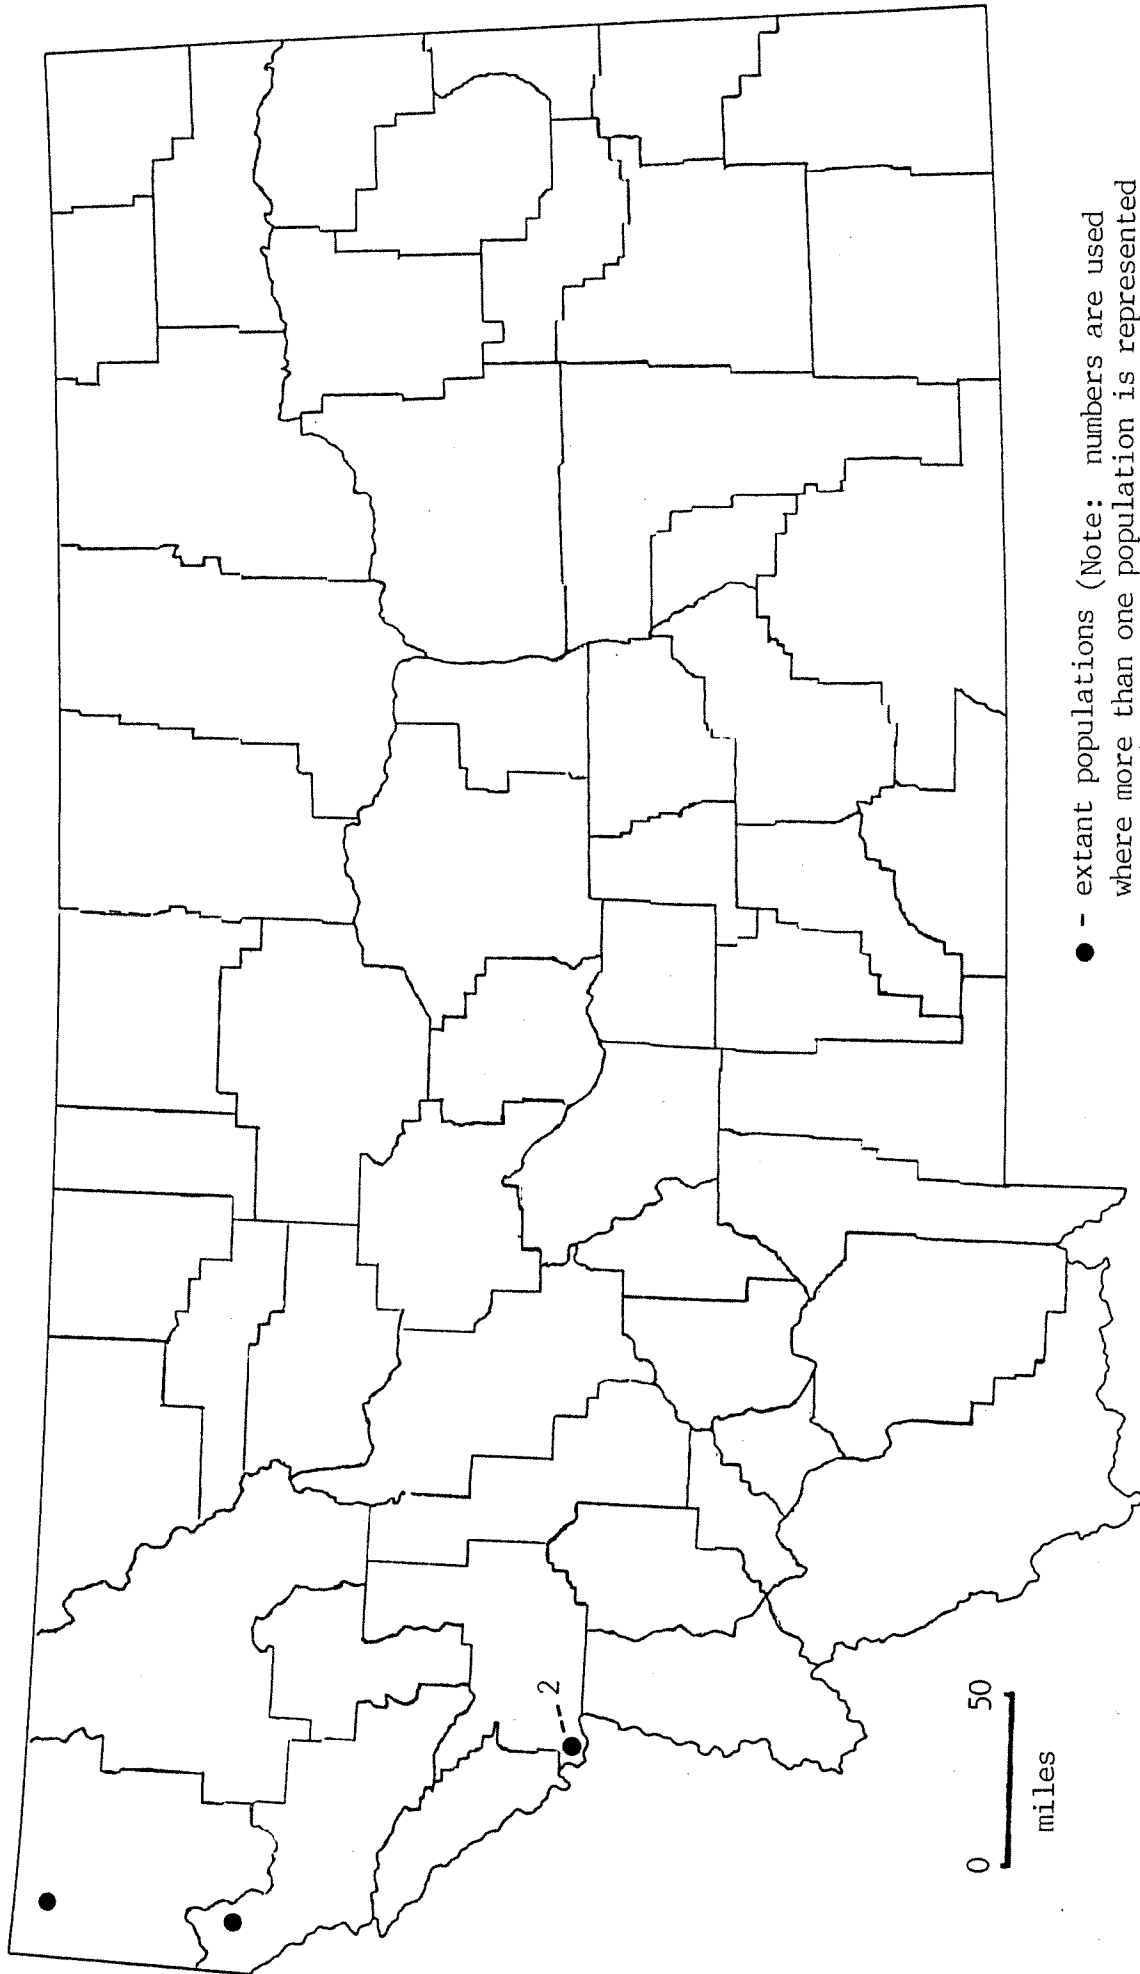 2
0 50
miles
● - extant populations (Note: numbers are used
where more than one population is represented